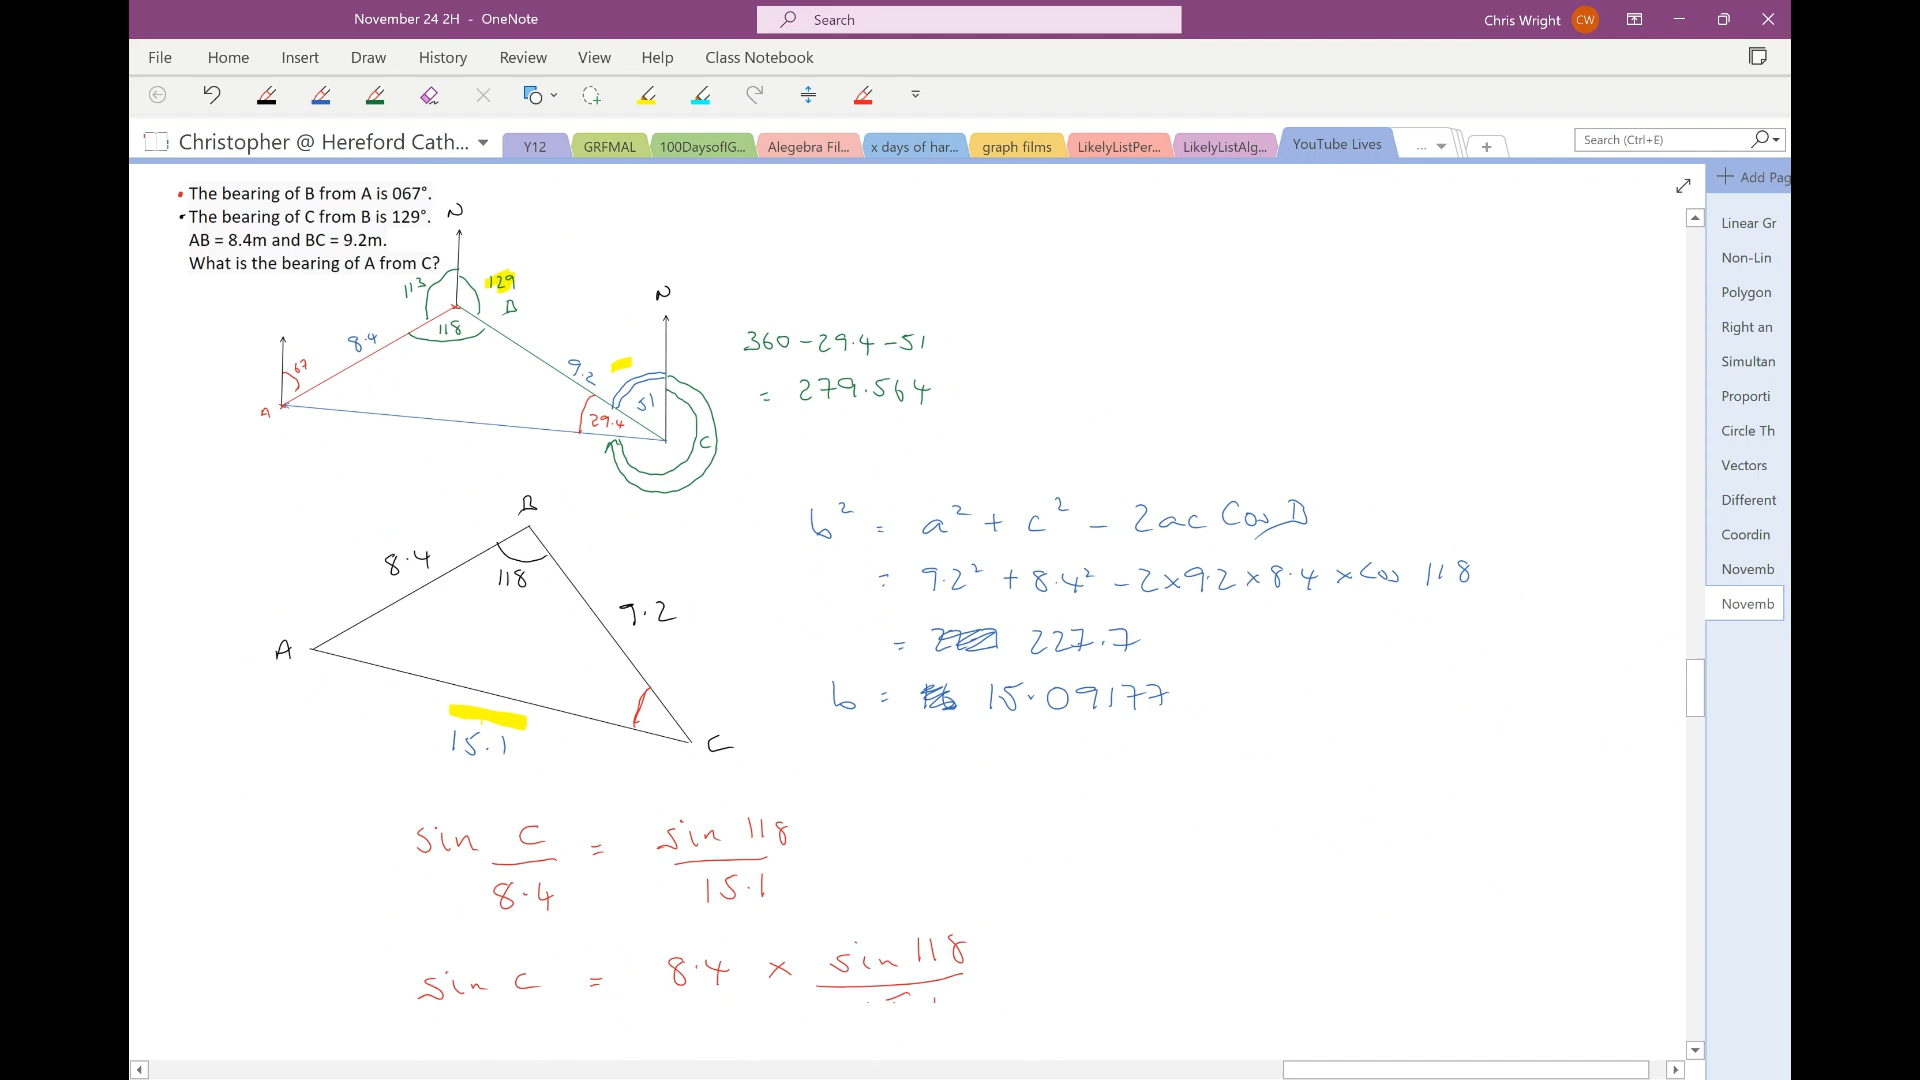 November 24 2H - OneNote
Search
Chris Wright CW
File Home Insert Draw History Review View Help Class Notebook
Christopher @ Hereford Cath...
Y12 GRFMAL 100DaysofIG... Alegebra Fil... x days of har... graph films LikelyListPer... LikelyListAlg... YouTube Lives ... +
Search (Ctrl+E)
Add Pag
Linear Gr
Non-Lin
Polygon
Right an
Simultan
Proporti
Circle Th
Vectors
Different
Coordin
Novemb
Novemb
The bearing of B from A is 067°.
The bearing of C from B is 129°.
AB = 8.4m and BC = 9.2m.
What is the bearing of A from C?
N
113
129
B
118
8.4
67
A
9.2
N
51
29.4
C
360 - 29.4 - 51
= 279.564
B
8.4
118
9.2
A
15.1
C
b² = a² + c² - 2ac Cos B
= 9.2² + 8.4² - 2×9.2×8.4 × Cos 118
= 227.7
b = 15.09177
sin C = sin 118
8.4 15.1
sin C = 8.4 × sin 118